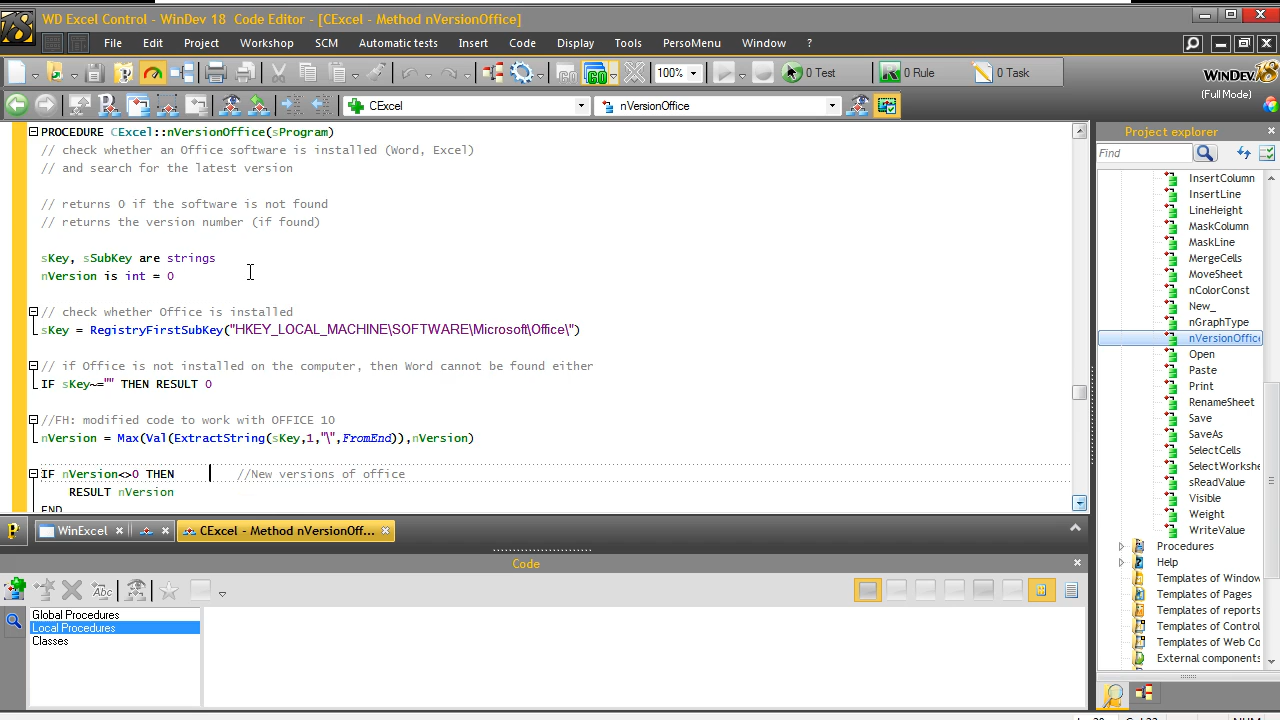 WD Excel Control - WinDev 18  Code Editor - [CExcel - Method nVersionOffice]
File Edit Project Workshop SCM Automatic tests Insert Code Display Tools PersoMenu Window ?
100% GO 0 Test 0 Rule 0 Task
WINDEV
(Full Mode)
CExcel nVersionOffice
PROCEDURE CExcel::nVersionOffice(sProgram)
// check whether an Office software is installed (Word, Excel)
// and search for the latest version
// returns 0 if the software is not found
// returns the version number (if found)
sKey, sSubKey are strings
nVersion is int = 0
// check whether Office is installed
sKey = RegistryFirstSubKey("HKEY_LOCAL_MACHINE\SOFTWARE\Microsoft\Office\")
// if Office is not installed on the computer, then Word cannot be found either
IF sKey~="" THEN RESULT 0
//FH: modified code to work with OFFICE 10
nVersion = Max(Val(ExtractString(sKey,1,"\",FromEnd)),nVersion)
IF nVersion<>0 THEN //New versions of office
RESULT nVersion
END
WinExcel
CExcel - Method nVersionOff...
Code
Abc
Global Procedures
Local Procedures
Classes
Project explorer
Find
InsertColumn
InsertLine
LineHeight
MaskColumn
MaskLine
MergeCells
MoveSheet
nColorConst
New_
nGraphType
nVersionOffice
Open
Paste
Print
RenameSheet
Save
SaveAs
SelectCells
SelectWorkshe
sReadValue
Visible
Weight
WriteValue
Procedures
Help
Templates of Window
Templates of Pages
Templates of reports
Templates of Control
Templates of Web Co
External components